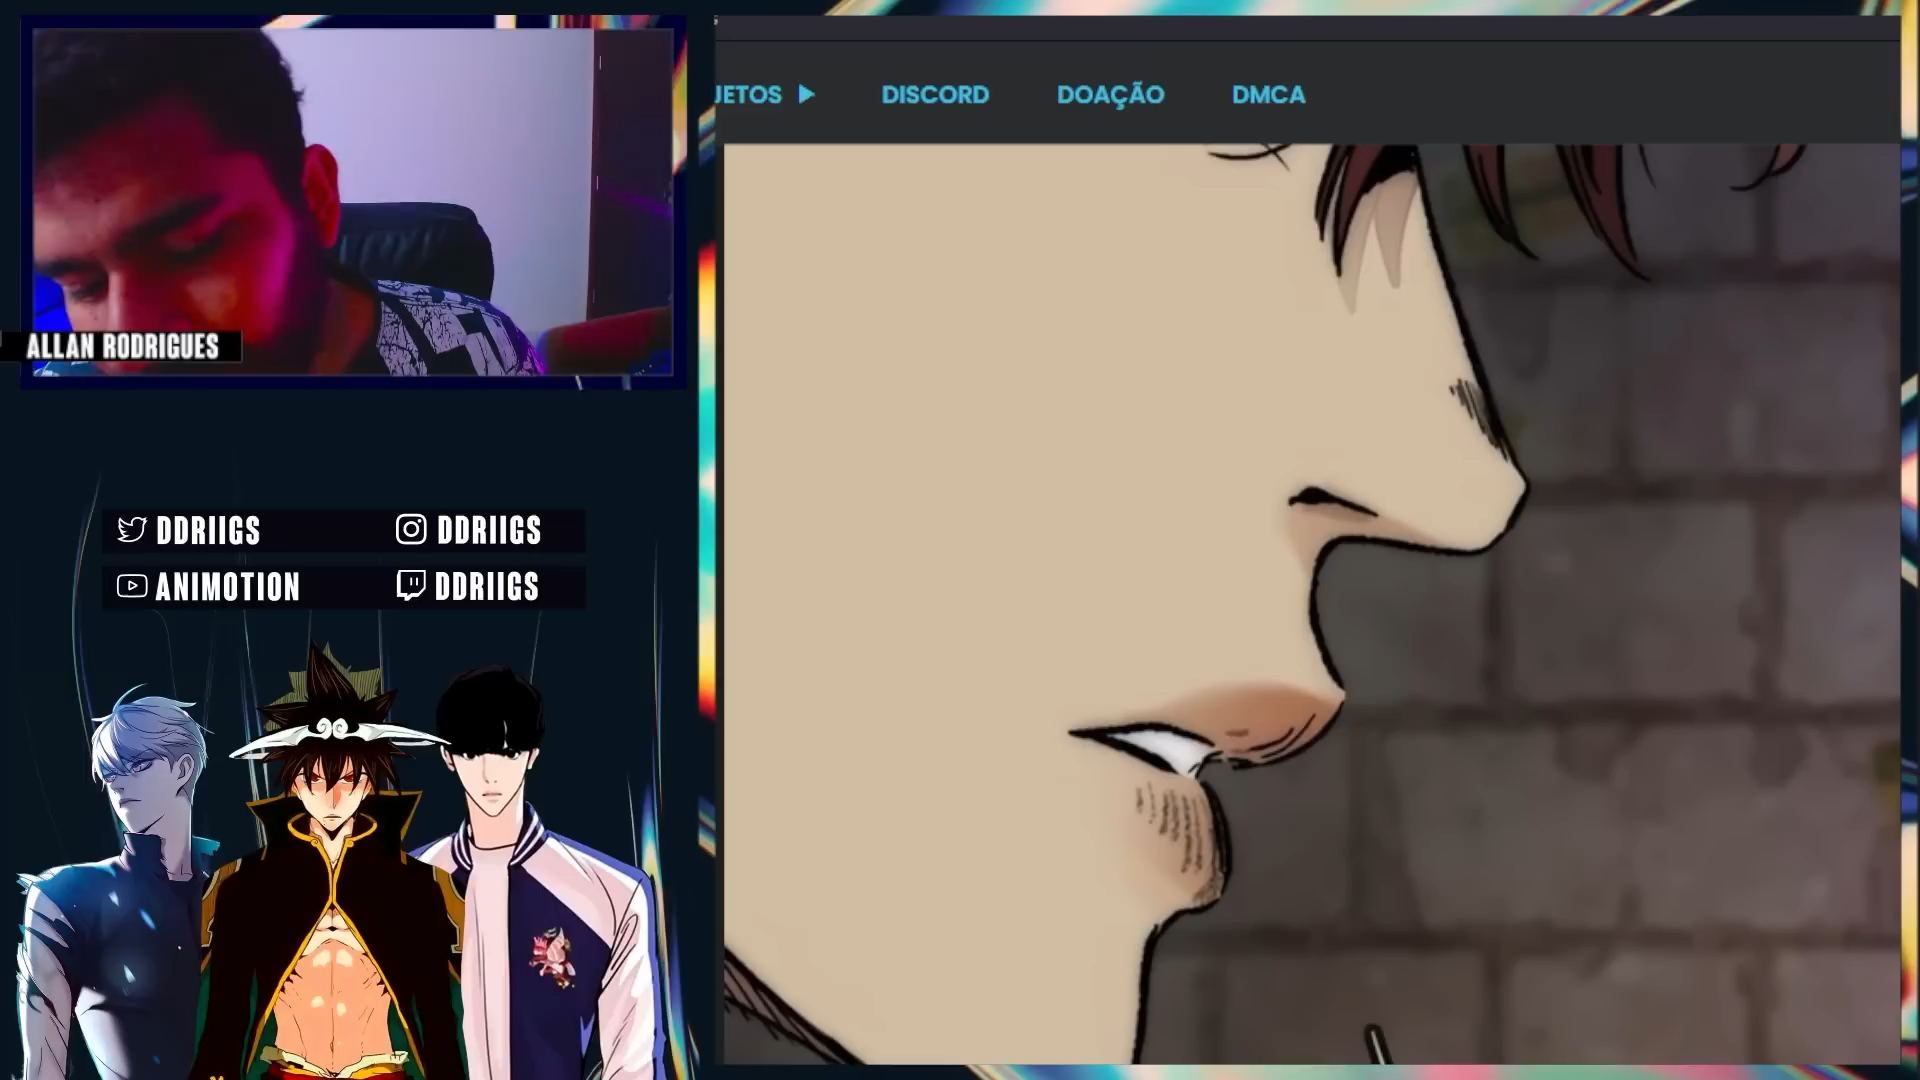 JETOS DISCORD DOAÇÃO DMCA
ALLAN RODRIGUES
DDRIIGS DDRIIGS
ANIMOTION DDRIIGS